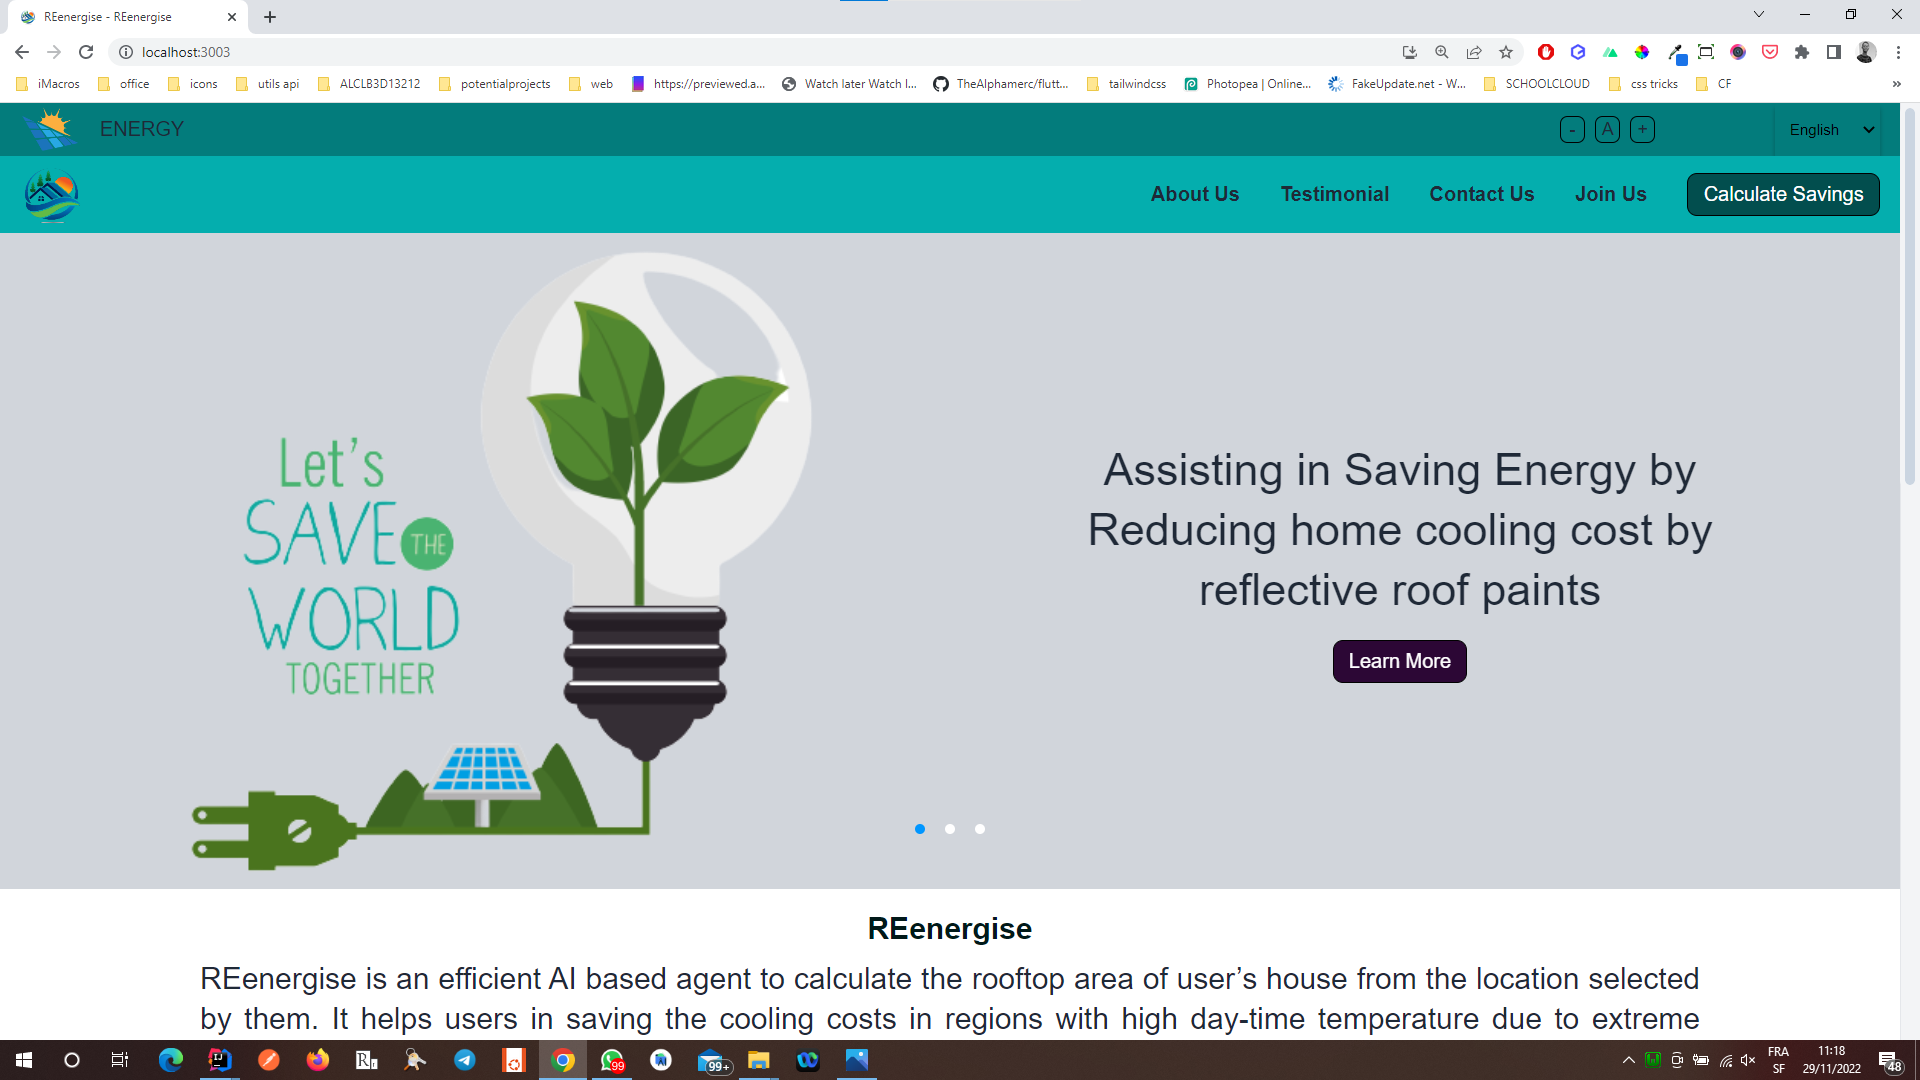 REenergise - REenergise
localhost:3003
iMacros
office
icons
utils api
ALCLB3D13212
potentialprojects
web
https://previewed.a...
Watch later Watch l...
TheAlphamerc/flutt...
tailwindcss
Photopea | Online...
FakeUpdate.net - W...
SCHOOLCLOUD
css tricks
CF
»
ENERGY
-
A
+
English
About Us
Testimonial
Contact Us
Join Us
Calculate Savings
Let's
SAVE THE
WORLD
TOGETHER
Assisting in Saving Energy by
Reducing home cooling cost by
reflective roof paints
Learn More
REenergise
REenergise is an efficient AI based agent to calculate the rooftop area of user’s house from the location selected
by them. It helps users in saving the cooling costs in regions with high day-time temperature due to extreme
99
99+
FRA
SF
11:18
29/11/2022
48